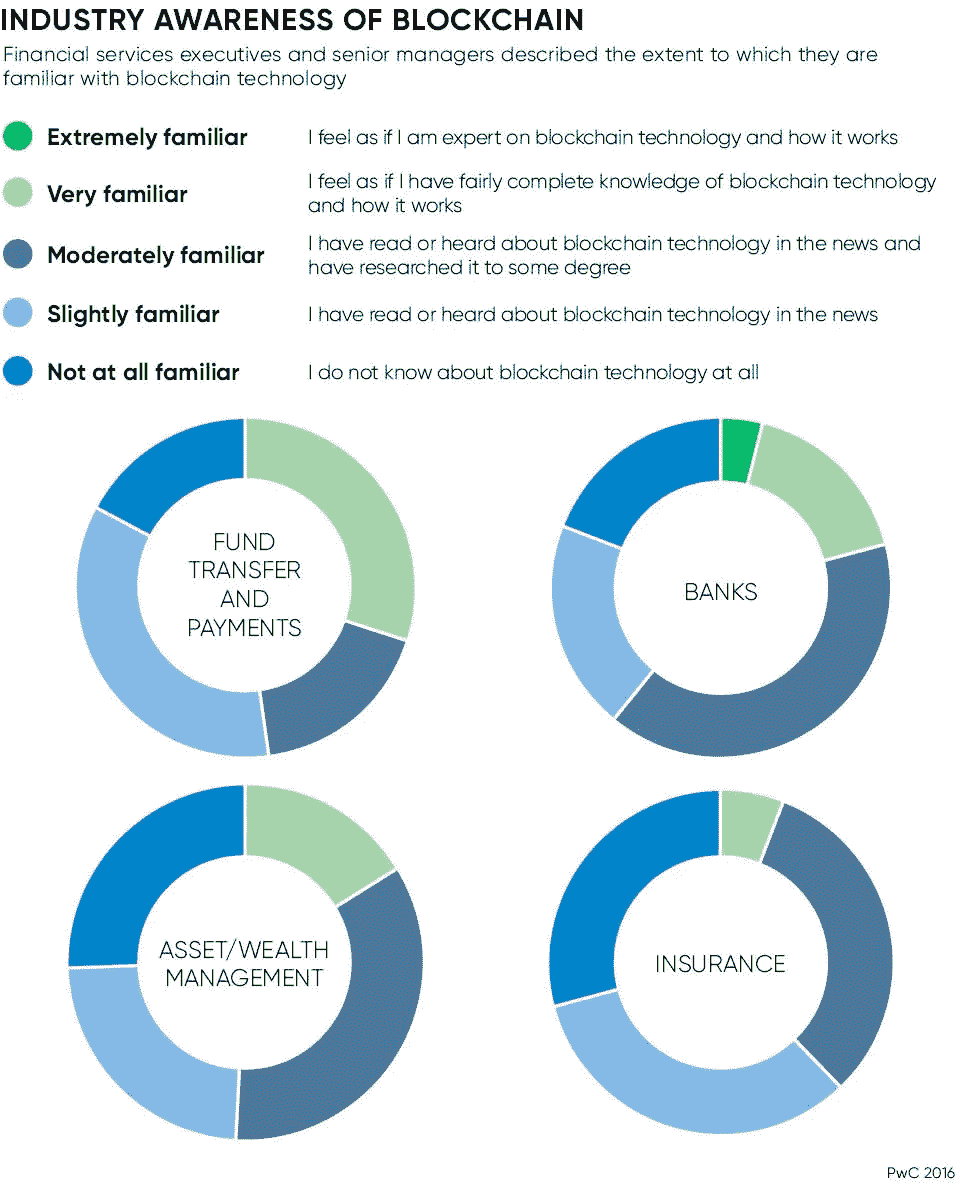 INDUSTRY AWARENESS OF BLOCKCHAIN
Financial services executives and senior managers described the extent to which they are
familiar with blockchain technology
Extremely familiar
I feel as if I am expert on blockchain technology and how it works
Very familiar
I feel as if I have fairly complete knowledge of blockchain technology
and how it works
Moderately familiar
I have read or heard about blockchain technology in the news and
have researched it to some degree
Slightly familiar
I have read or heard about blockchain technology in the news
Not at all familiar
I do not know about blockchain technology at all
FUND
TRANSFER
AND
PAYMENTS
BANKS
ASSET/WEALTH
MANAGEMENT
INSURANCE
PwC 2016